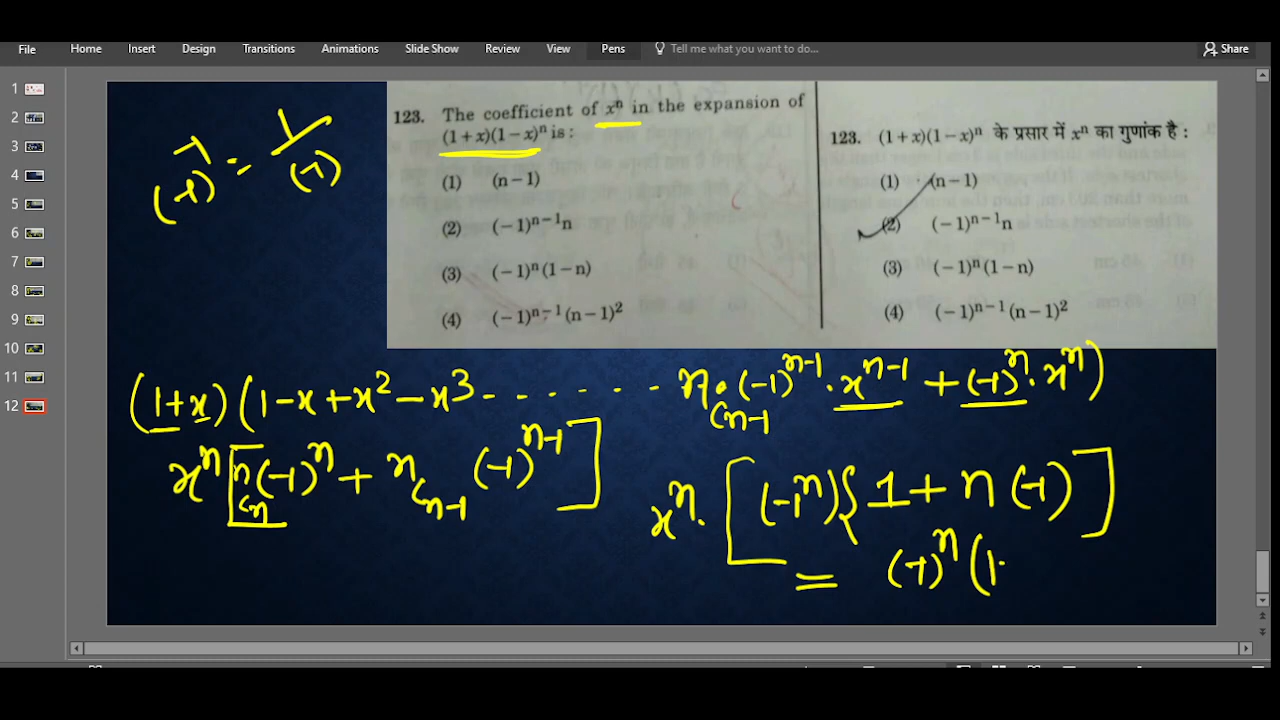 File Home Insert Design Transitions Animations Slide Show Review View Pens Tell me what you want to do... Share
1
2
3
4
5
6
7
8
9
10
11
12
(-1)⁻¹ = 1/(-1)
123. The coefficient of xⁿ in the expansion of
(1+x)(1−x)ⁿ is :
(1) (n−1)
(2) (−1)ⁿ⁻¹n
(3) (−1)ⁿ(1−n)
(4) (−1)ⁿ⁻¹(n−1)²
123. (1+x)(1−x)ⁿ के प्रसार में xⁿ का गुणांक है :
(1) (n−1)
(2) (−1)ⁿ⁻¹n
(3) (−1)ⁿ(1−n)
(4) (−1)ⁿ⁻¹(n−1)²
(1+x)(1-x+x²-x³------- ⁿCₙ₋₁(-1)ⁿ⁻¹.xⁿ⁻¹+(-1)ⁿ.xⁿ)
xⁿ[ⁿCₙ(-1)ⁿ+ⁿCₙ₋₁(-1)ⁿ⁻¹]
xⁿ.[(-1ⁿ){1+n(-1)]
= (-1)ⁿ(1-